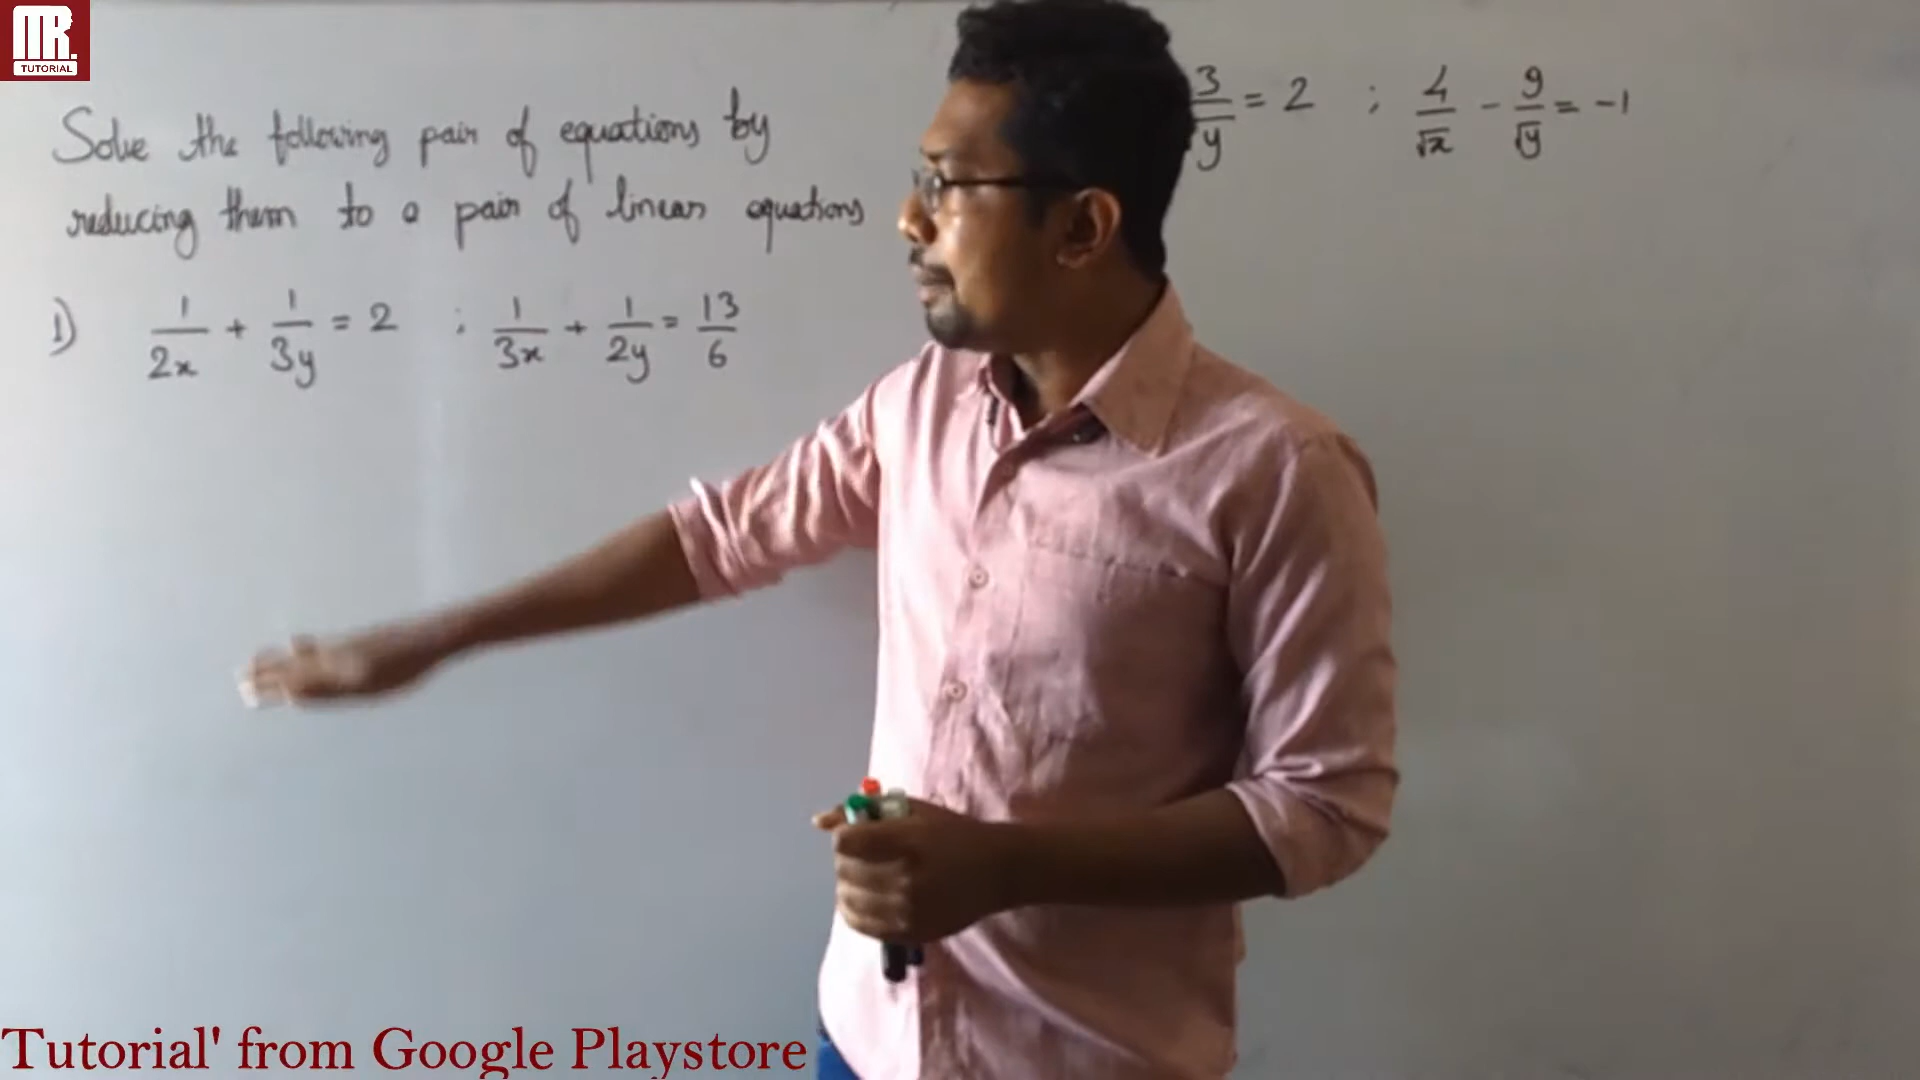 MR.
TUTORIAL
Solve the following pair of equations by
reducing them to a pair of linear equations
1) 1/2x + 1/3y = 2 ; 1/3x + 1/2y = 13/6
3/√y = 2 ; 4/√x - 9/√y = -1
Tutorial' from Google Playstore